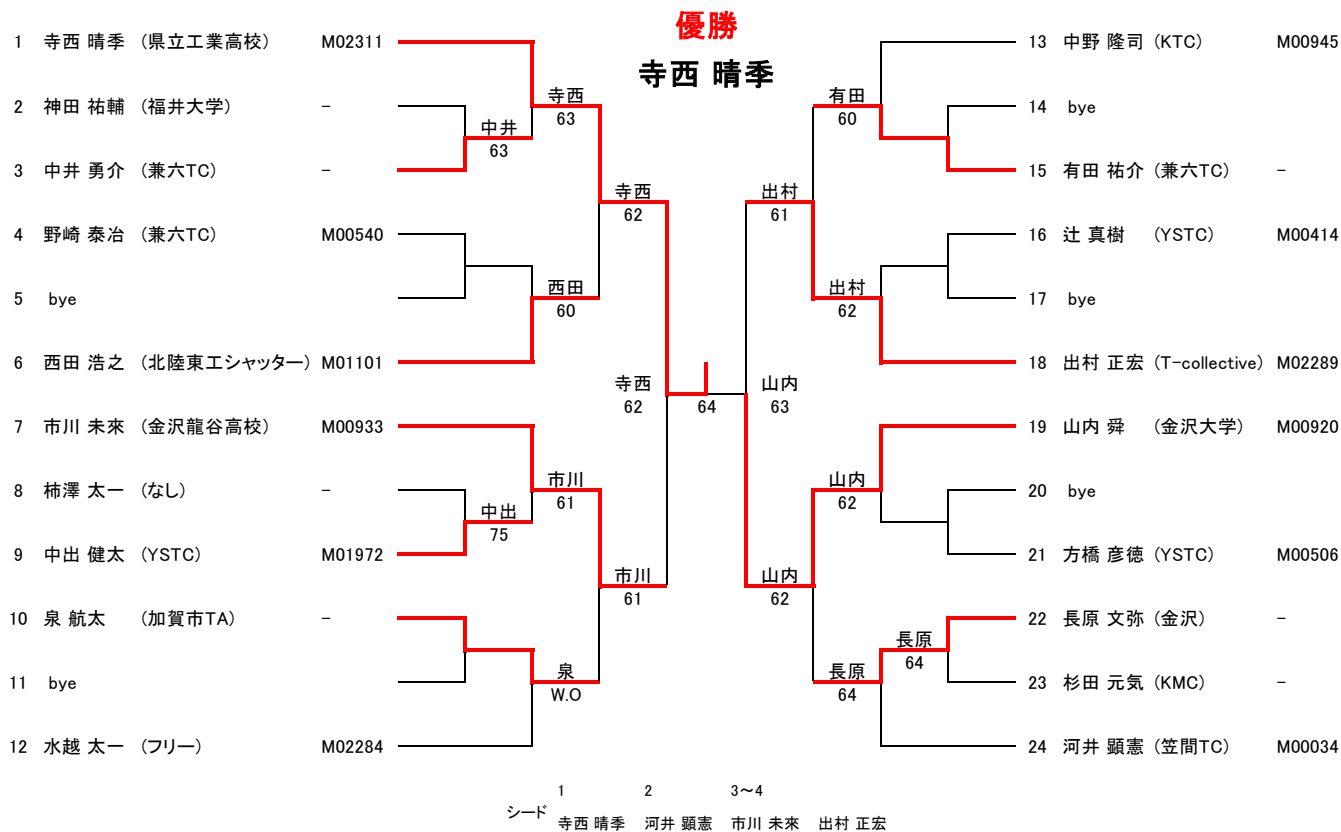 優勝
寺西 晴季
1 寺西 晴季 (県立工業高校) M02311
2 神田 祐輔 (福井大学) -
3 中井 勇介 (兼六TC) -
4 野崎 泰冶 (兼六TC) M00540
5 bye
6 西田 浩之 (北陸東工シャッター) M01101
7 市川 未來 (金沢龍谷高校) M00933
8 柿澤 太一 (なし) -
9 中出 健太 (YSTC) M01972
10 泉 航太 (加賀市TA) -
11 bye
12 水越 太一 (フリー) M02284
中井
63
中出
75
寺西
63
西田
60
市川
61
泉
W.O
寺西
62
市川
61
寺西
62
64
山内
63
出村
61
山内
62
有田
60
出村
62
山内
62
長原
64
長原
64
13 中野 隆司 (KTC) M00945
14 bye
15 有田 祐介 (兼六TC) -
16 辻 真樹 (YSTC) M00414
17 bye
18 出村 正宏 (T-collective) M02289
19 山内 舜 (金沢大学) M00920
20 bye
21 方橋 彦徳 (YSTC) M00506
22 長原 文弥 (金沢) -
23 杉田 元気 (KMC) -
24 河井 顕憲 (笠間TC) M00034
シード
1 2 3～4
寺西 晴季 河井 顕憲 市川 未來 出村 正宏